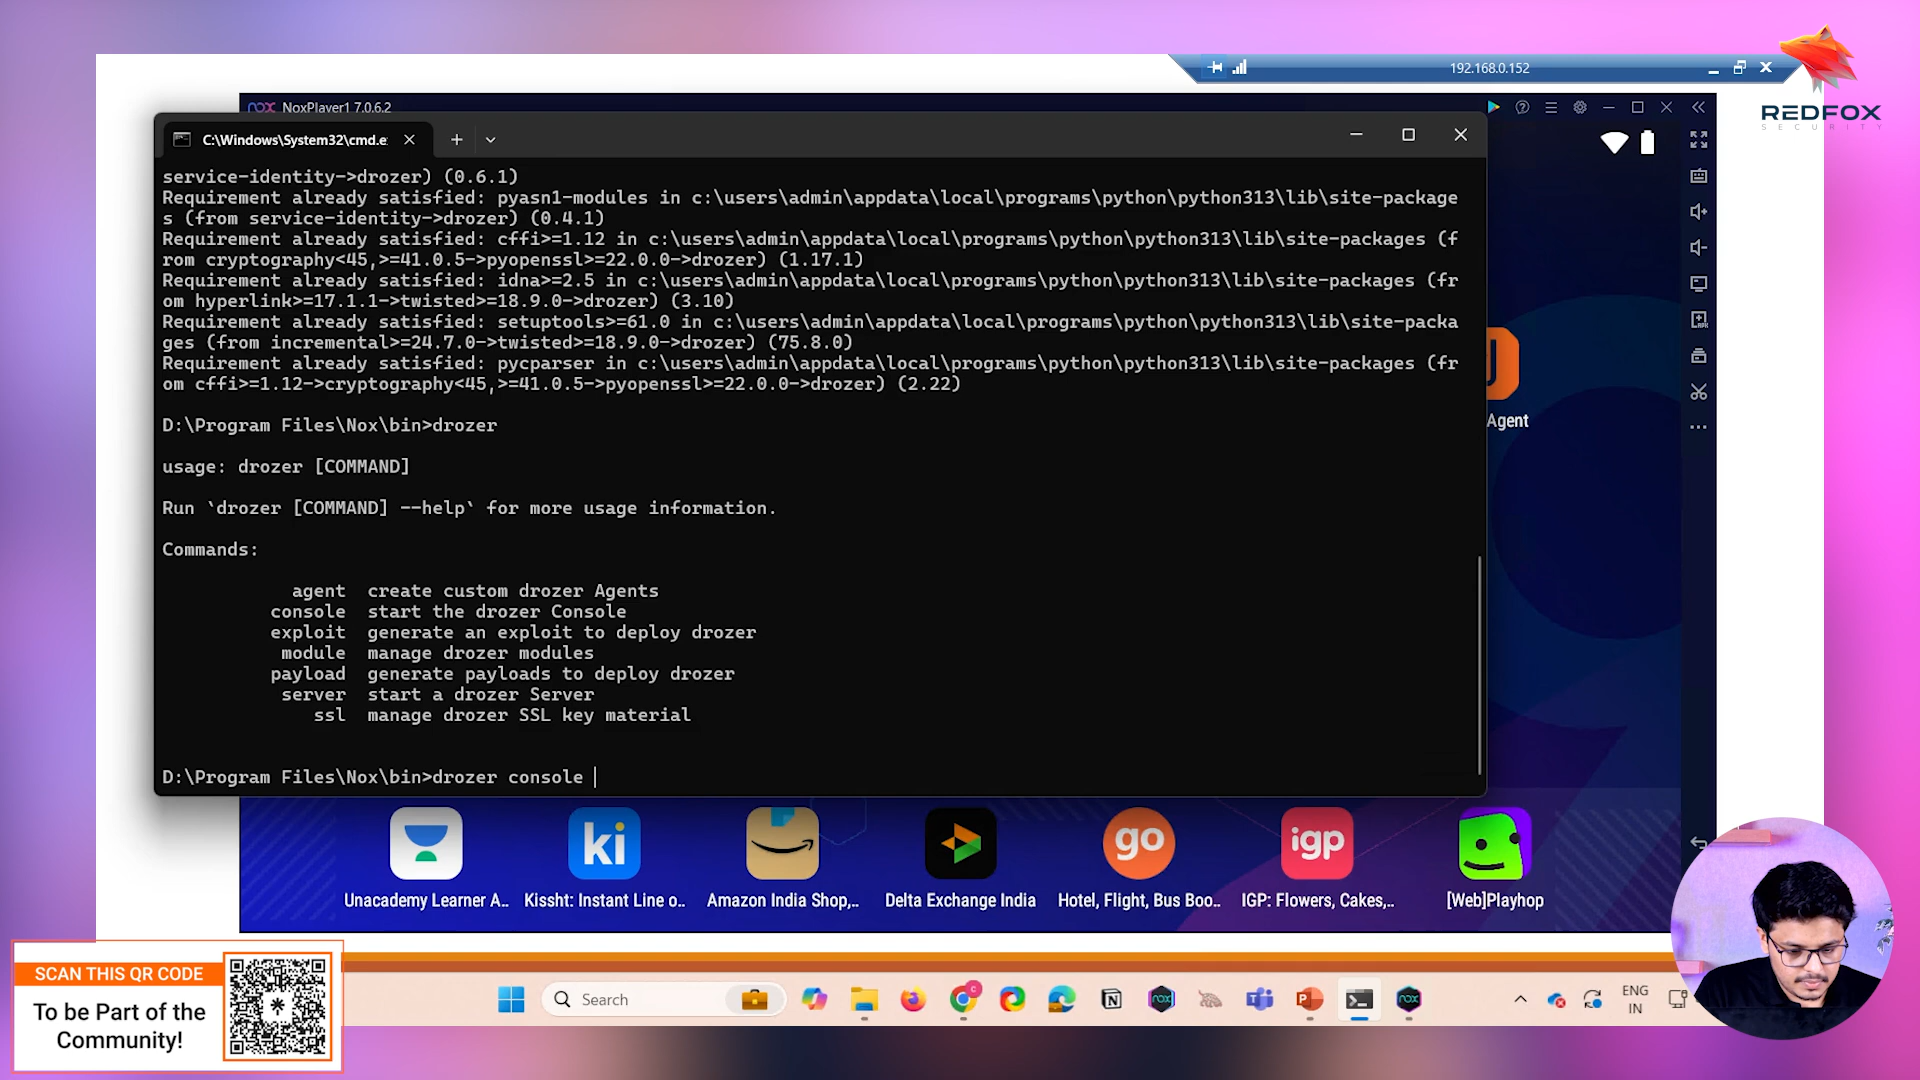 192.168.0.152
REDFOX
SECURITY
nox NoxPlayer1 7.0.6.2
C:\Windows\System32\cmd.e
service-identity->drozer) (0.6.1)
Requirement already satisfied: pyasn1-modules in c:\users\admin\appdata\local\programs\python\python313\lib\site-package
s (from service-identity->drozer) (0.4.1)
Requirement already satisfied: cffi>=1.12 in c:\users\admin\appdata\local\programs\python\python313\lib\site-packages (f
rom cryptography<45,>=41.0.5->pyopenssl>=22.0.0->drozer) (1.17.1)
Requirement already satisfied: idna>=2.5 in c:\users\admin\appdata\local\programs\python\python313\lib\site-packages (fr
om hyperlink>=17.1.1->twisted>=18.9.0->drozer) (3.10)
Requirement already satisfied: setuptools>=61.0 in c:\users\admin\appdata\local\programs\python\python313\lib\site-packa
ges (from incremental>=24.7.0->twisted>=18.9.0->drozer) (75.8.0)
Requirement already satisfied: pycparser in c:\users\admin\appdata\local\programs\python\python313\lib\site-packages (fr
om cffi>=1.12->cryptography<45,>=41.0.5->pyopenssl>=22.0.0->drozer) (2.22)
D:\Program Files\Nox\bin>drozer
usage: drozer [COMMAND]
Run `drozer [COMMAND] --help` for more usage information.
Commands:
agent create custom drozer Agents
console start the drozer Console
exploit generate an exploit to deploy drozer
module manage drozer modules
payload generate payloads to deploy drozer
server start a drozer Server
ssl manage drozer SSL key material
D:\Program Files\Nox\bin>drozer console
Agent
ki
go
igp
Unacademy Learner A..
Kissht: Instant Line o..
Amazon India Shop,..
Delta Exchange India
Hotel, Flight, Bus Boo..
IGP: Flowers, Cakes,..
[Web]Playhop
SCAN THIS QR CODE
To be Part of the
Community!
Search
ENG
IN